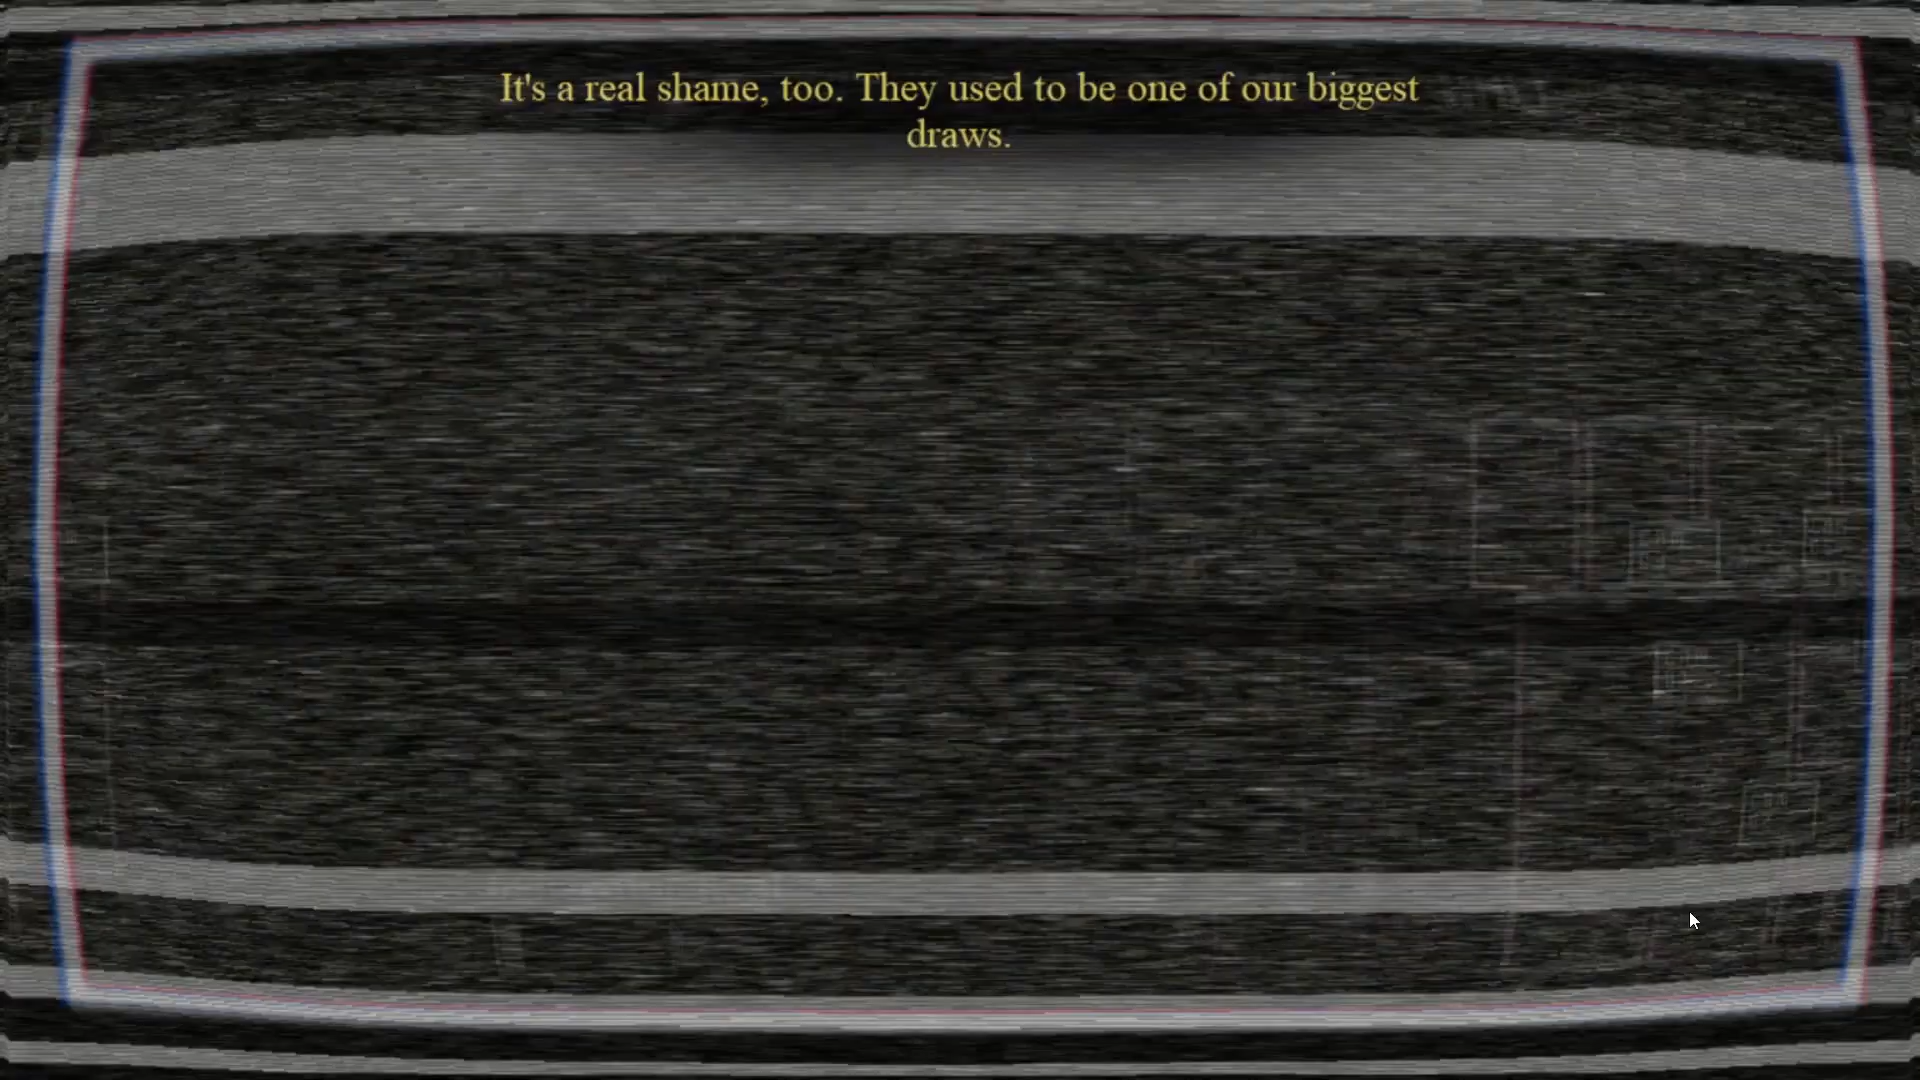 It's a real shame, too. They used to be one of our biggest
draws.